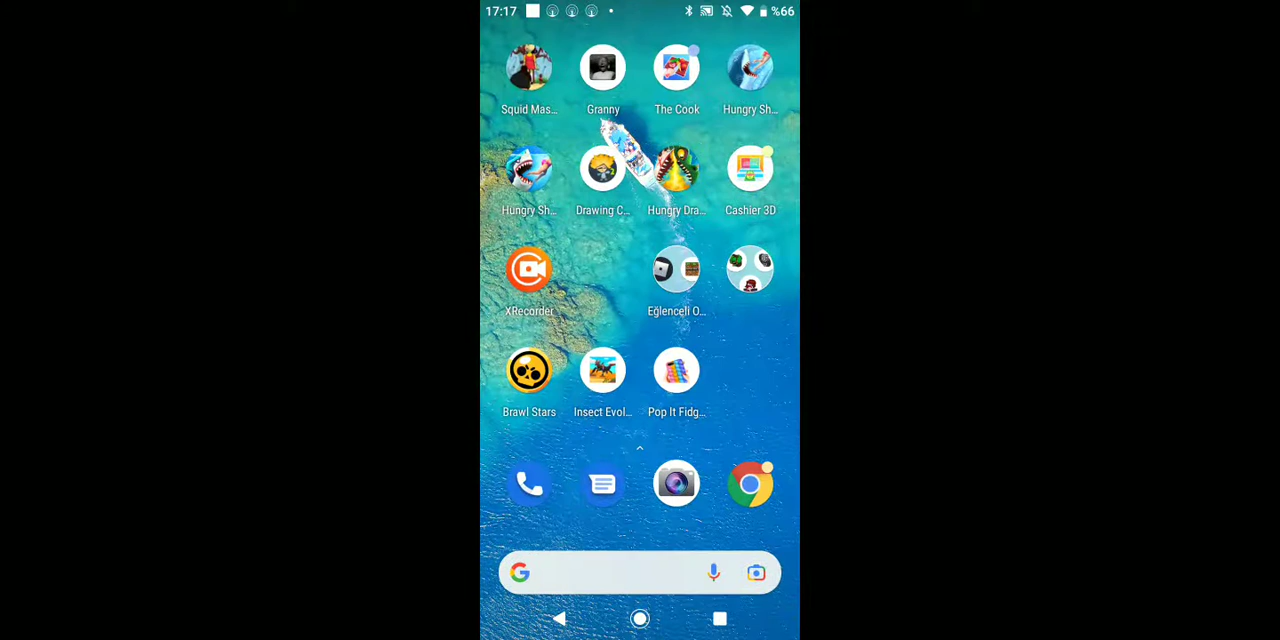 17:17 %66
Squid Mas... Granny The Cook Hungry Sh...
Hungry Sh... Drawing C... Hungry Dra... Cashier 3D
XRecorder Eğlenceli O...
Brawl Stars Insect Evol... Pop It Fidg...